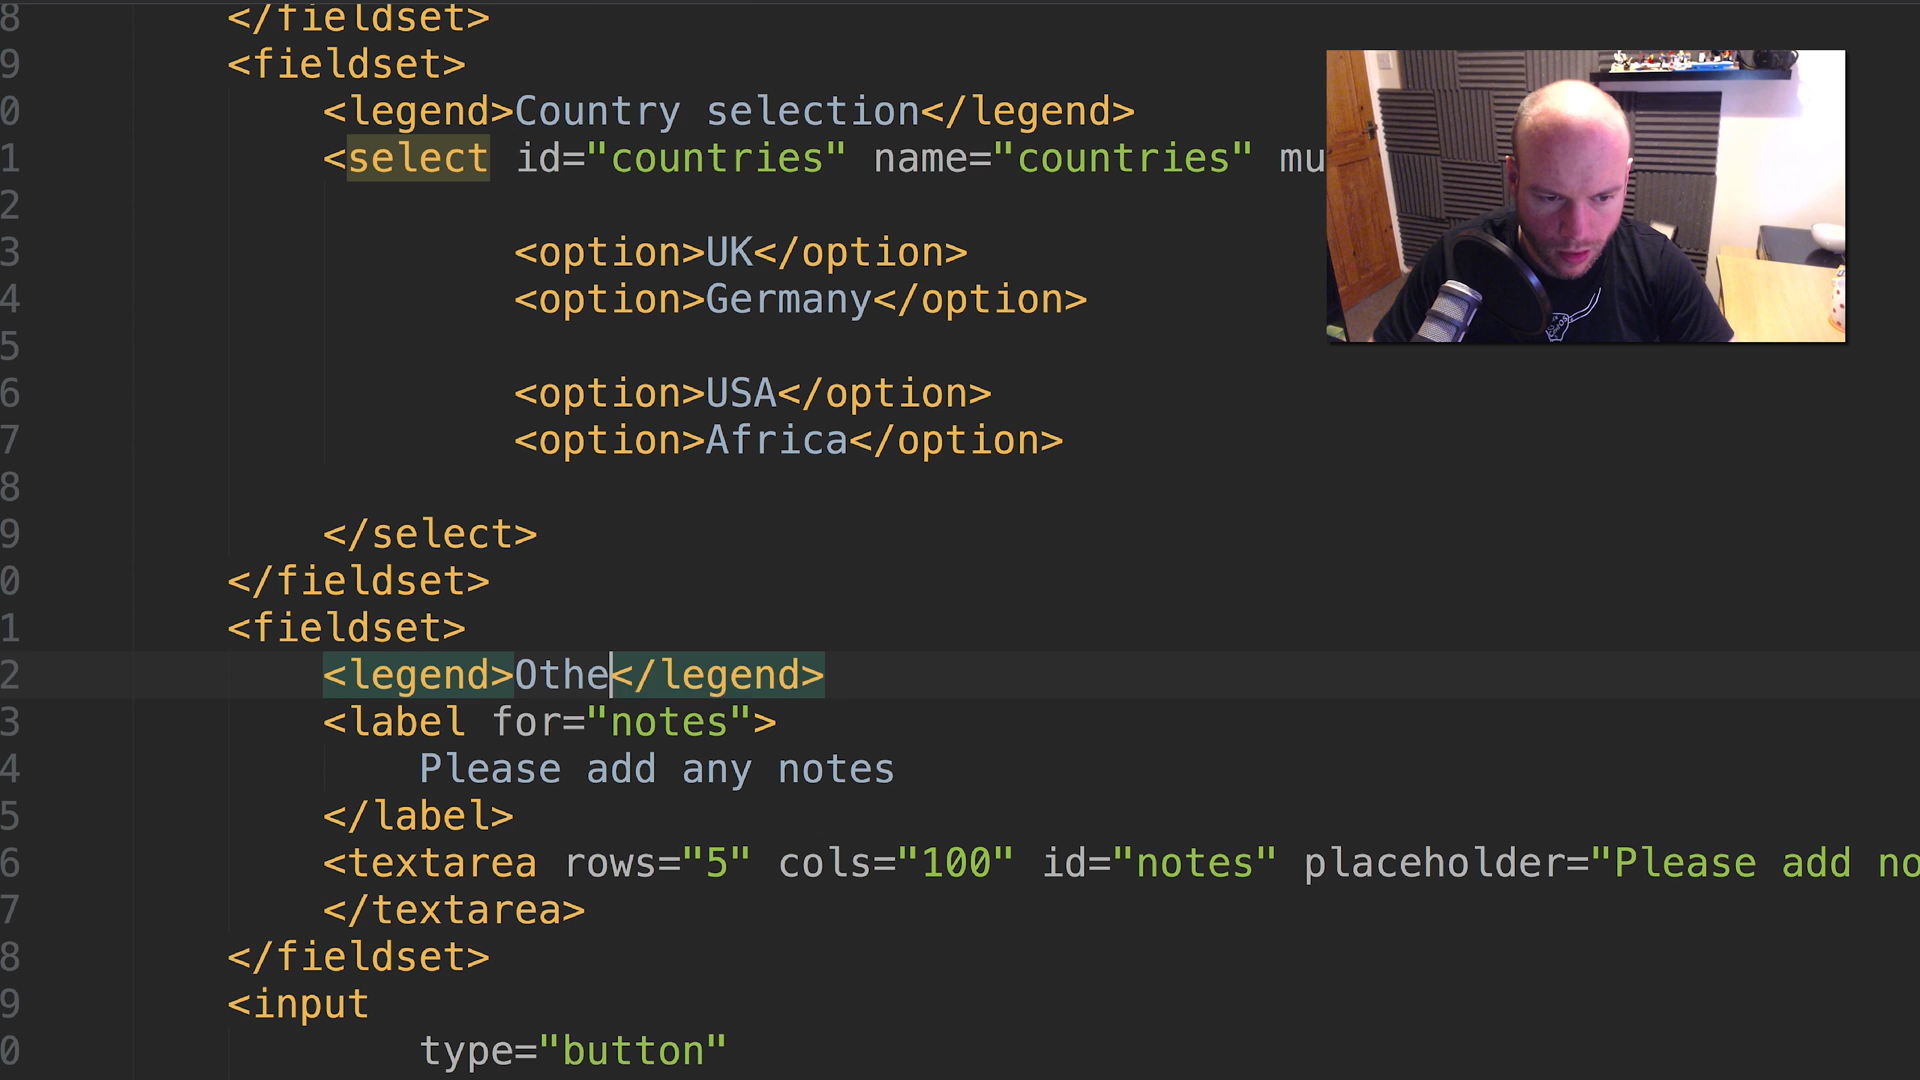 8 </fieldset>
9 <fieldset>
0 <legend>Country selection</legend>
1 <select id="countries" name="countries" mu
2
3 <option>UK</option>
4 <option>Germany</option>
5
6 <option>USA</option>
7 <option>Africa</option>
8
9 </select>
0 </fieldset>
1 <fieldset>
2 <legend>Othe</legend>
3 <label for="notes">
4 Please add any notes
5 </label>
6 <textarea rows="5" cols="100" id="notes" placeholder="Please add no
7 </textarea>
8 </fieldset>
9 <input
0 type="button"